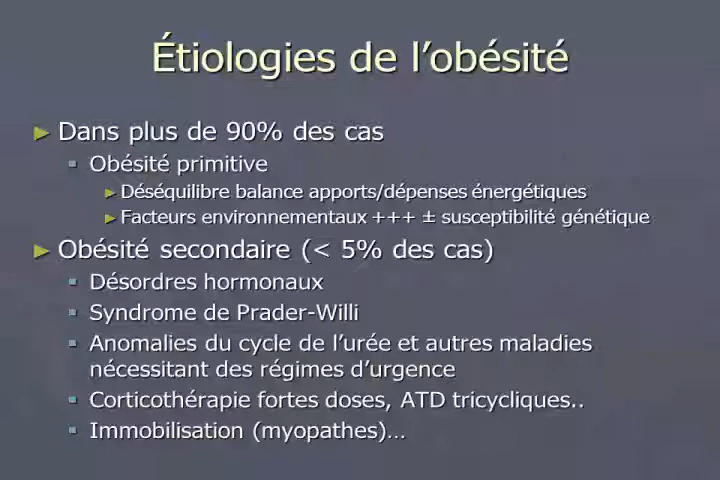 Étiologies de l’obésité
► Dans plus de 90% des cas
▪ Obésité primitive
► Déséquilibre balance apports/dépenses énergétiques
► Facteurs environnementaux +++ ± susceptibilité génétique
► Obésité secondaire (< 5% des cas)
▪ Désordres hormonaux
▪ Syndrome de Prader-Willi
▪ Anomalies du cycle de l’urée et autres maladies
nécessitant des régimes d’urgence
▪ Corticothérapie fortes doses, ATD tricycliques..
▪ Immobilisation (myopathes)…